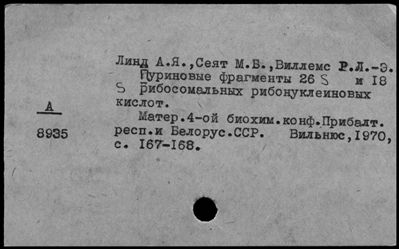 Линд А.Я.,Сеят М.В.,Виллемс Р.Л.-Э.
Пуриновые фрагменты 26 S и 18
S рибосомальных рибонуклеиновых
кислот.
А
8935
Матер.4-ой биохим.конф.Прибалт.
респ.и Белорус.ССР. Вильнюс,1970,
с. 167-168.